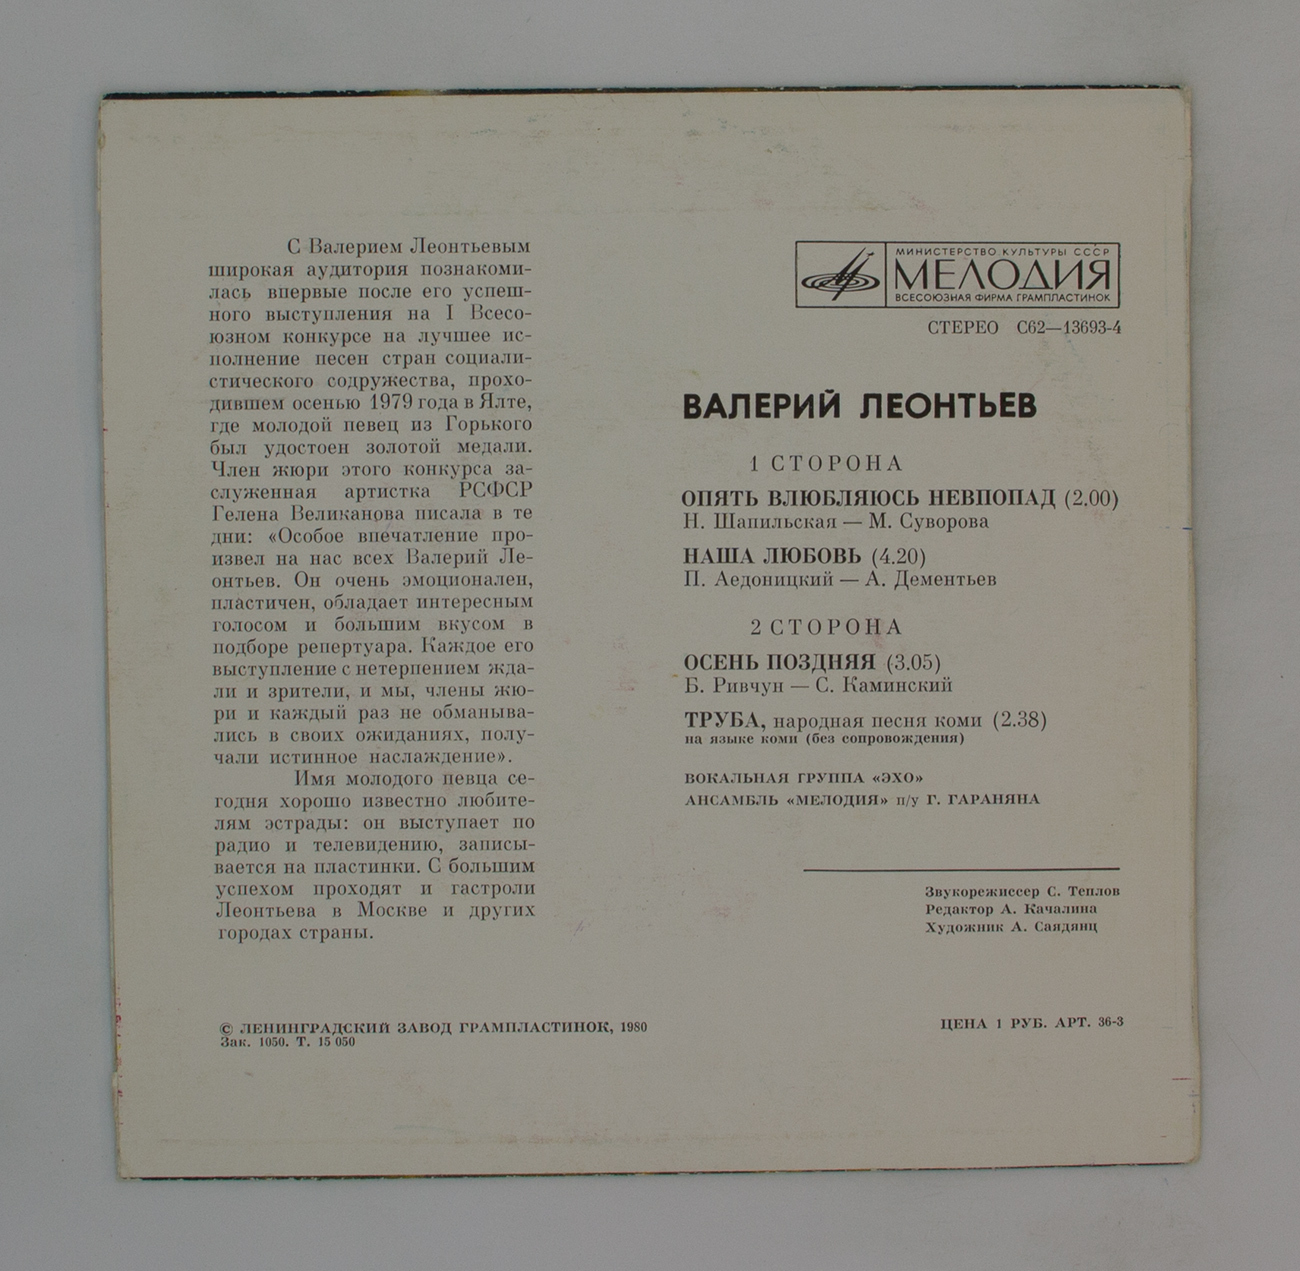 С Валерием Леонтьевым
широкая аудитория познакоми-
лась впервые после его успеш-
ного выступления на I Всесо-
юзном конкурсе на лучшее ис-
полнение песен стран социали-
стического содружества, прохо-
дившем осенью 1979 года в Ялте,
где молодой певец из Горького
был удостоен золотой медали.
Член жюри этого конкурса за-
служенная артистка РСФСР
Гелена Великанова писала в те
дни: «Особое впечатление про-
извел на нас всех Валерий Ле-
онтьев. Он очень эмоционален,
пластичен, обладает интересным
голосом и большим вкусом в
подборе репертуара. Каждое его
выступление с нетерпением жда-
ли и зрители, и мы, члены жю-
ри и каждый раз не обманыва-
лись в своих ожиданиях, полу-
чали истинное наслаждение».
Имя молодого певца се-
годня хорошо известно любите-
лям эстрады: он выступает по
радио и телевидению, записы-
вается на пластинки. С большим
успехом проходят и гастроли
Леонтьева в Москве и других
городах страны.
© ЛЕНИНГРАДСКИЙ ЗАВОД ГРАМПЛАСТИНОК, 1980
Зак. 1050. Т. 15 050
МИНИСТЕРСТВО КУЛЬТУРЫ СССР
МЕЛОДИЯ
ВСЕСОЮЗНАЯ ФИРМА ГРАМПЛАСТИНОК
СТЕРЕО С62—13693-4
ВАЛЕРИЙ ЛЕОНТЬЕВ
1 СТОРОНА
ОПЯТЬ ВЛЮБЛЯЮСЬ НЕВПОПАД (2.00)
Н. Шапильская — М. Суворова
НАША ЛЮБОВЬ (4.20)
П. Аедоницкий — А. Дементьев
2 СТОРОНА
ОСЕНЬ ПОЗДНЯЯ (3.05)
Б. Ривчун — С. Каминский
ТРУБА, народная песня коми (2.38)
на языке коми (без сопровождения)
ВОКАЛЬНАЯ ГРУППА «ЭХО»
АНСАМБЛЬ «МЕЛОДИЯ» п/у Г. ГАРАНЯНА
Звукорежиссер С. Теплов
Редактор А. Качалина
Художник А. Саядянц
ЦЕНА 1 РУБ. АРТ. 36-3